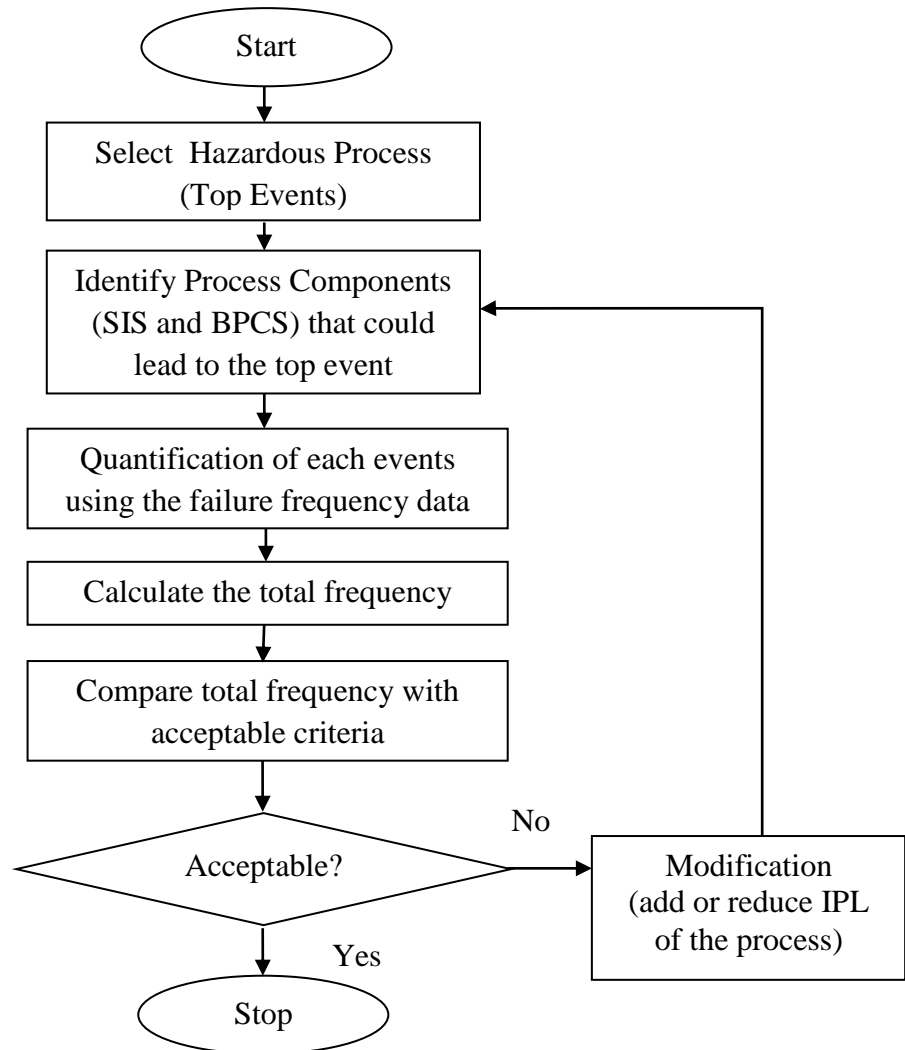 Start
Select Hazardous Process
(Top Events)
Identify Process Components
(SIS and BPCS) that could
lead to the top event
Quantification of each events
using the failure frequency data
Calculate the total frequency
Compare total frequency with
acceptable criteria
No
Acceptable?
Modification
(add or reduce IPL
of the process)
Yes
Stop